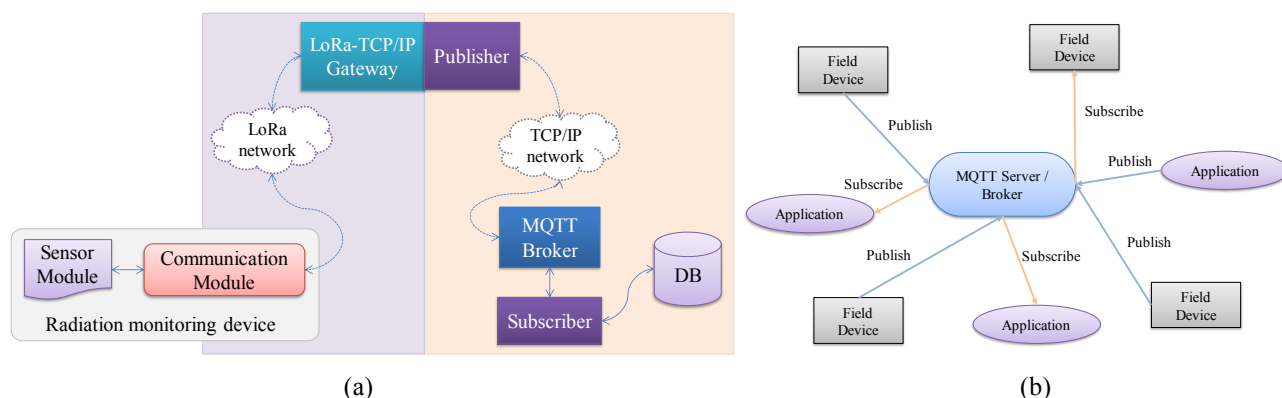 LoRa-TCP/IP
Gateway
Publisher
LoRa
network
TCP/IP
network
Sensor
Module
Communication
Module
Radiation monitoring device
MQTT
Broker
Subscriber
DB
(a)
Field
Device
Field
Device
Publish
Subscribe
MQTT Server /
Broker
Publish
Application
Subscribe
Application
Publish
Subscribe
Publish
Field
Device
Application
Field
Device
(b)